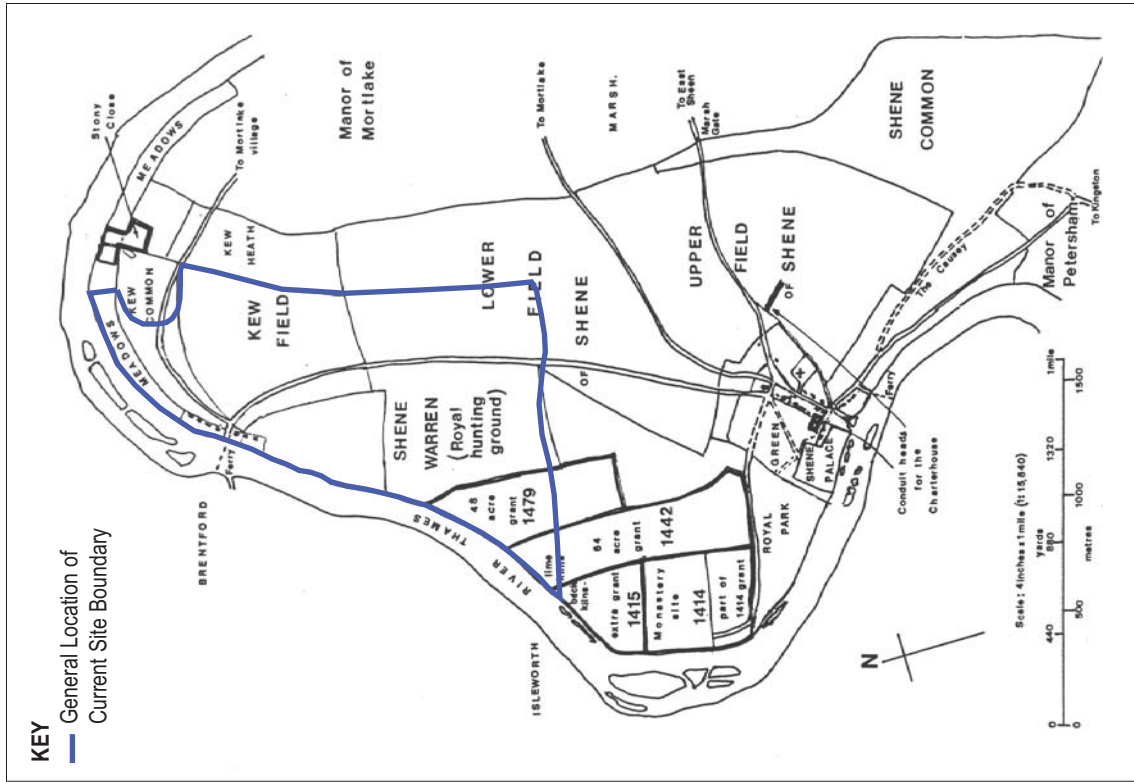 KEY
General Location of
Current Site Boundary
Stony
Close
MEADOWS
To Mortlake
village
Manor of
Mortlake
KEW
COMMON
MEADOWS
KEW
HEATH
KEW
FIELD
To Mortlake
MARSH.
To East
Sheen
Marsh
Gate
SHENE
COMMON
LOWER
FIELD
OF
SHENE
UPPER
FIELD
OF SHENE
BRENTFORD
Ferry
SHENE
WARREN
(Royal
hunting
ground)
RIVER
THAMES
48
acre
grant
1479
64
acre
grant
1442
lime
kilns
kilns-
extra grant
1415
Monastery
site
1414
part of
1414 grant
ISLEWORTH
ROYAL
PARK
GREEN
SHENE
PALACE
Ferry
Conduit heads
for the
Charterhouse
The Causey
Manor of
Petersham
To Kingston
N
Scale: 4inches=1mile (1:15,840)
0 440 880 1320 1mile
yards
metres
0 500 1000 1500